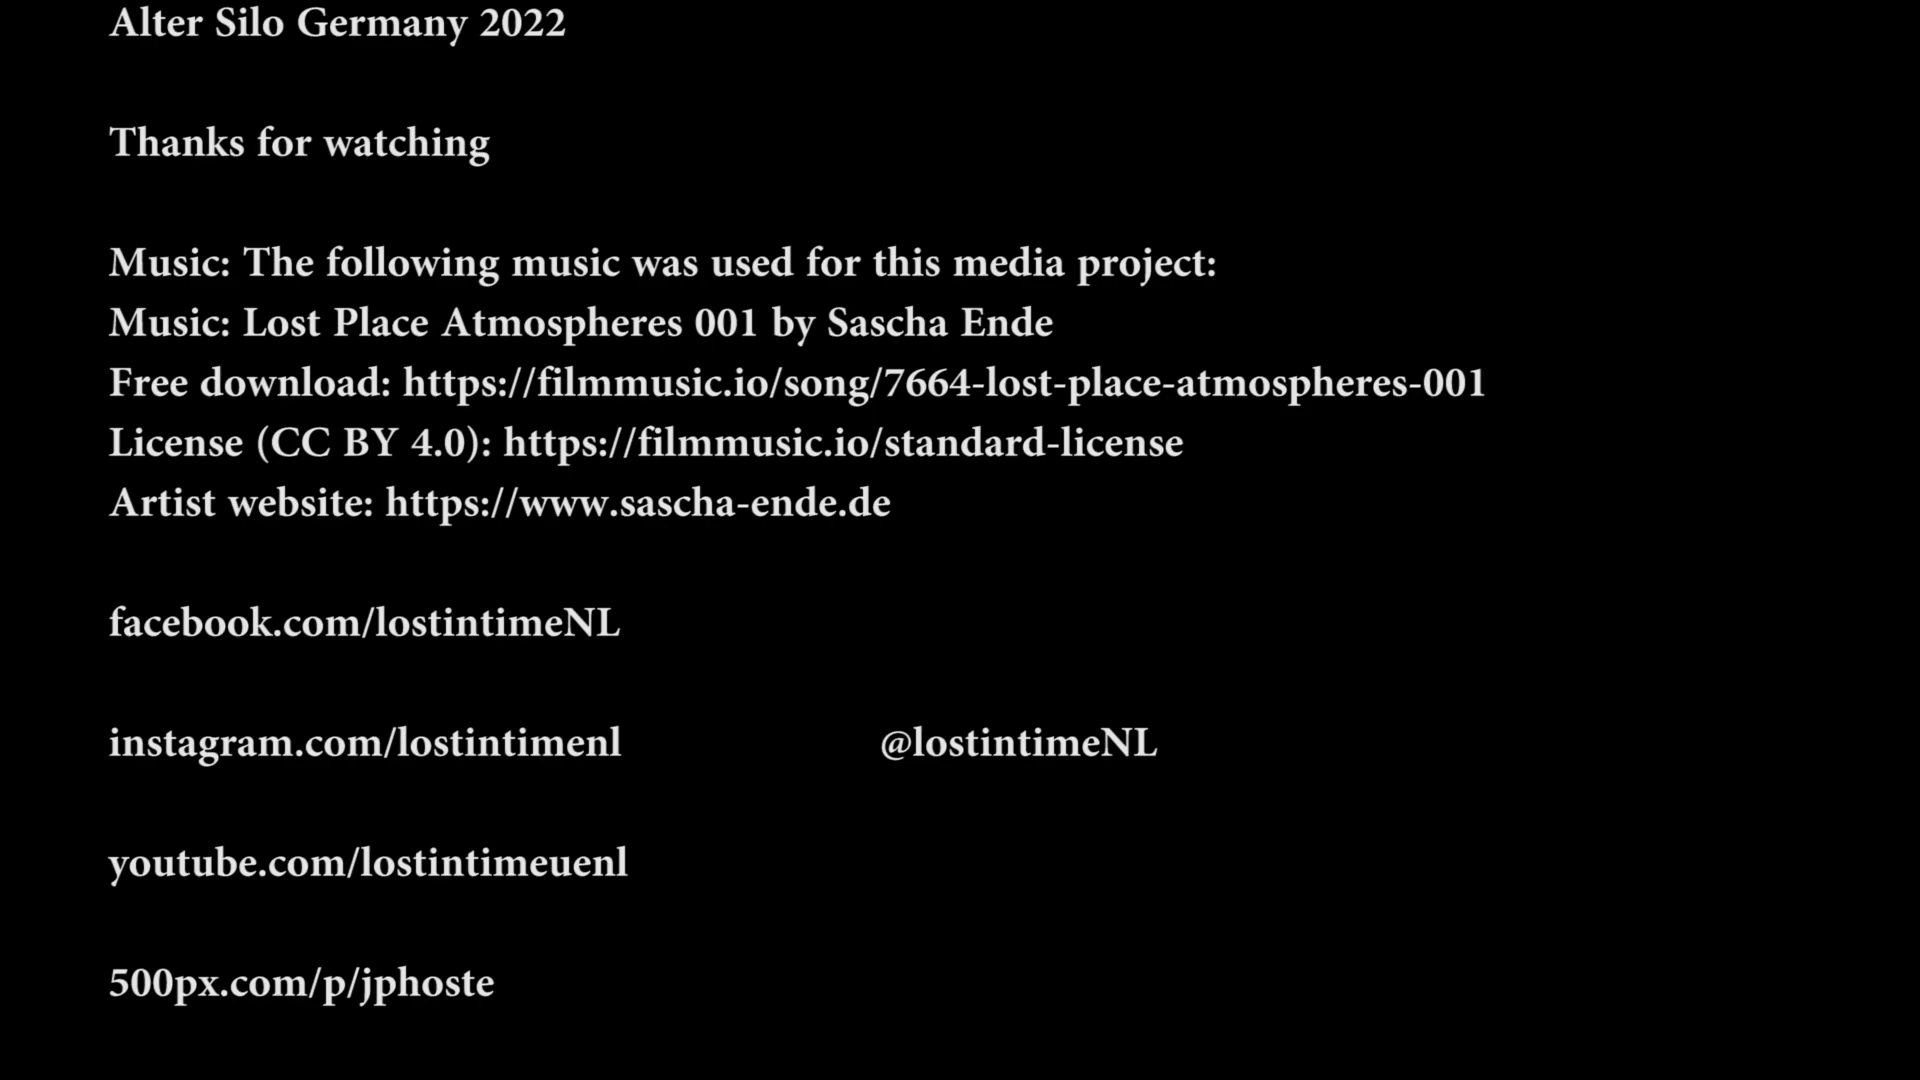 Alter Silo Germany 2022
Thanks for watching
Music: The following music was used for this media project:
Music: Lost Place Atmospheres 001 by Sascha Ende
Free download: https://filmmusic.io/song/7664-lost-place-atmospheres-001
License (CC BY 4.0): https://filmmusic.io/standard-license
Artist website: https://www.sascha-ende.de
facebook.com/lostintimeNL
instagram.com/lostintimenl @lostintimeNL
youtube.com/lostintimeuenl
500px.com/p/jphoste